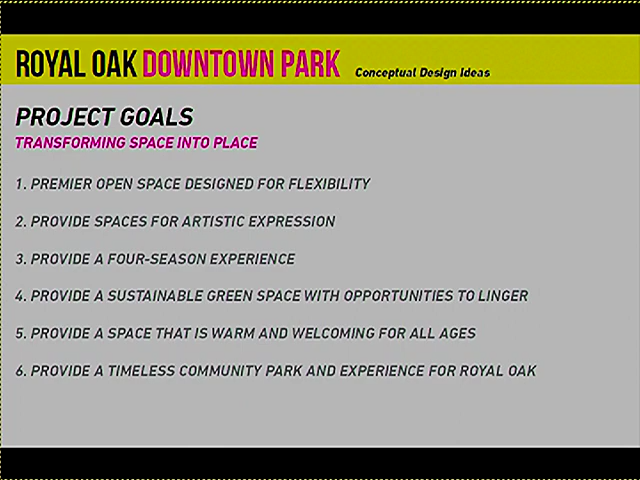 ROYAL OAK DOWNTOWN PARK Conceptual Design Ideas
PROJECT GOALS
TRANSFORMING SPACE INTO PLACE
1. PREMIER OPEN SPACE DESIGNED FOR FLEXIBILITY
2. PROVIDE SPACES FOR ARTISTIC EXPRESSION
3. PROVIDE A FOUR-SEASON EXPERIENCE
4. PROVIDE A SUSTAINABLE GREEN SPACE WITH OPPORTUNITIES TO LINGER
5. PROVIDE A SPACE THAT IS WARM AND WELCOMING FOR ALL AGES
6. PROVIDE A TIMELESS COMMUNITY PARK AND EXPERIENCE FOR ROYAL OAK